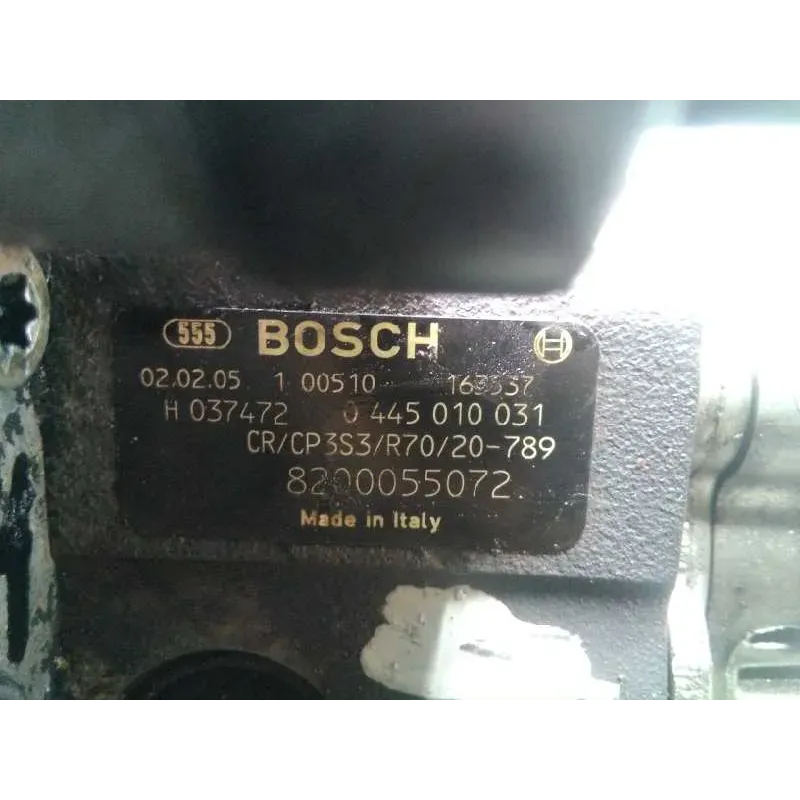 555 BOSCH
02.02.05 1 00510
H 037472 0 445 010 031
CR/CP3S3/R70/20-789
8200055072
Made in Italy